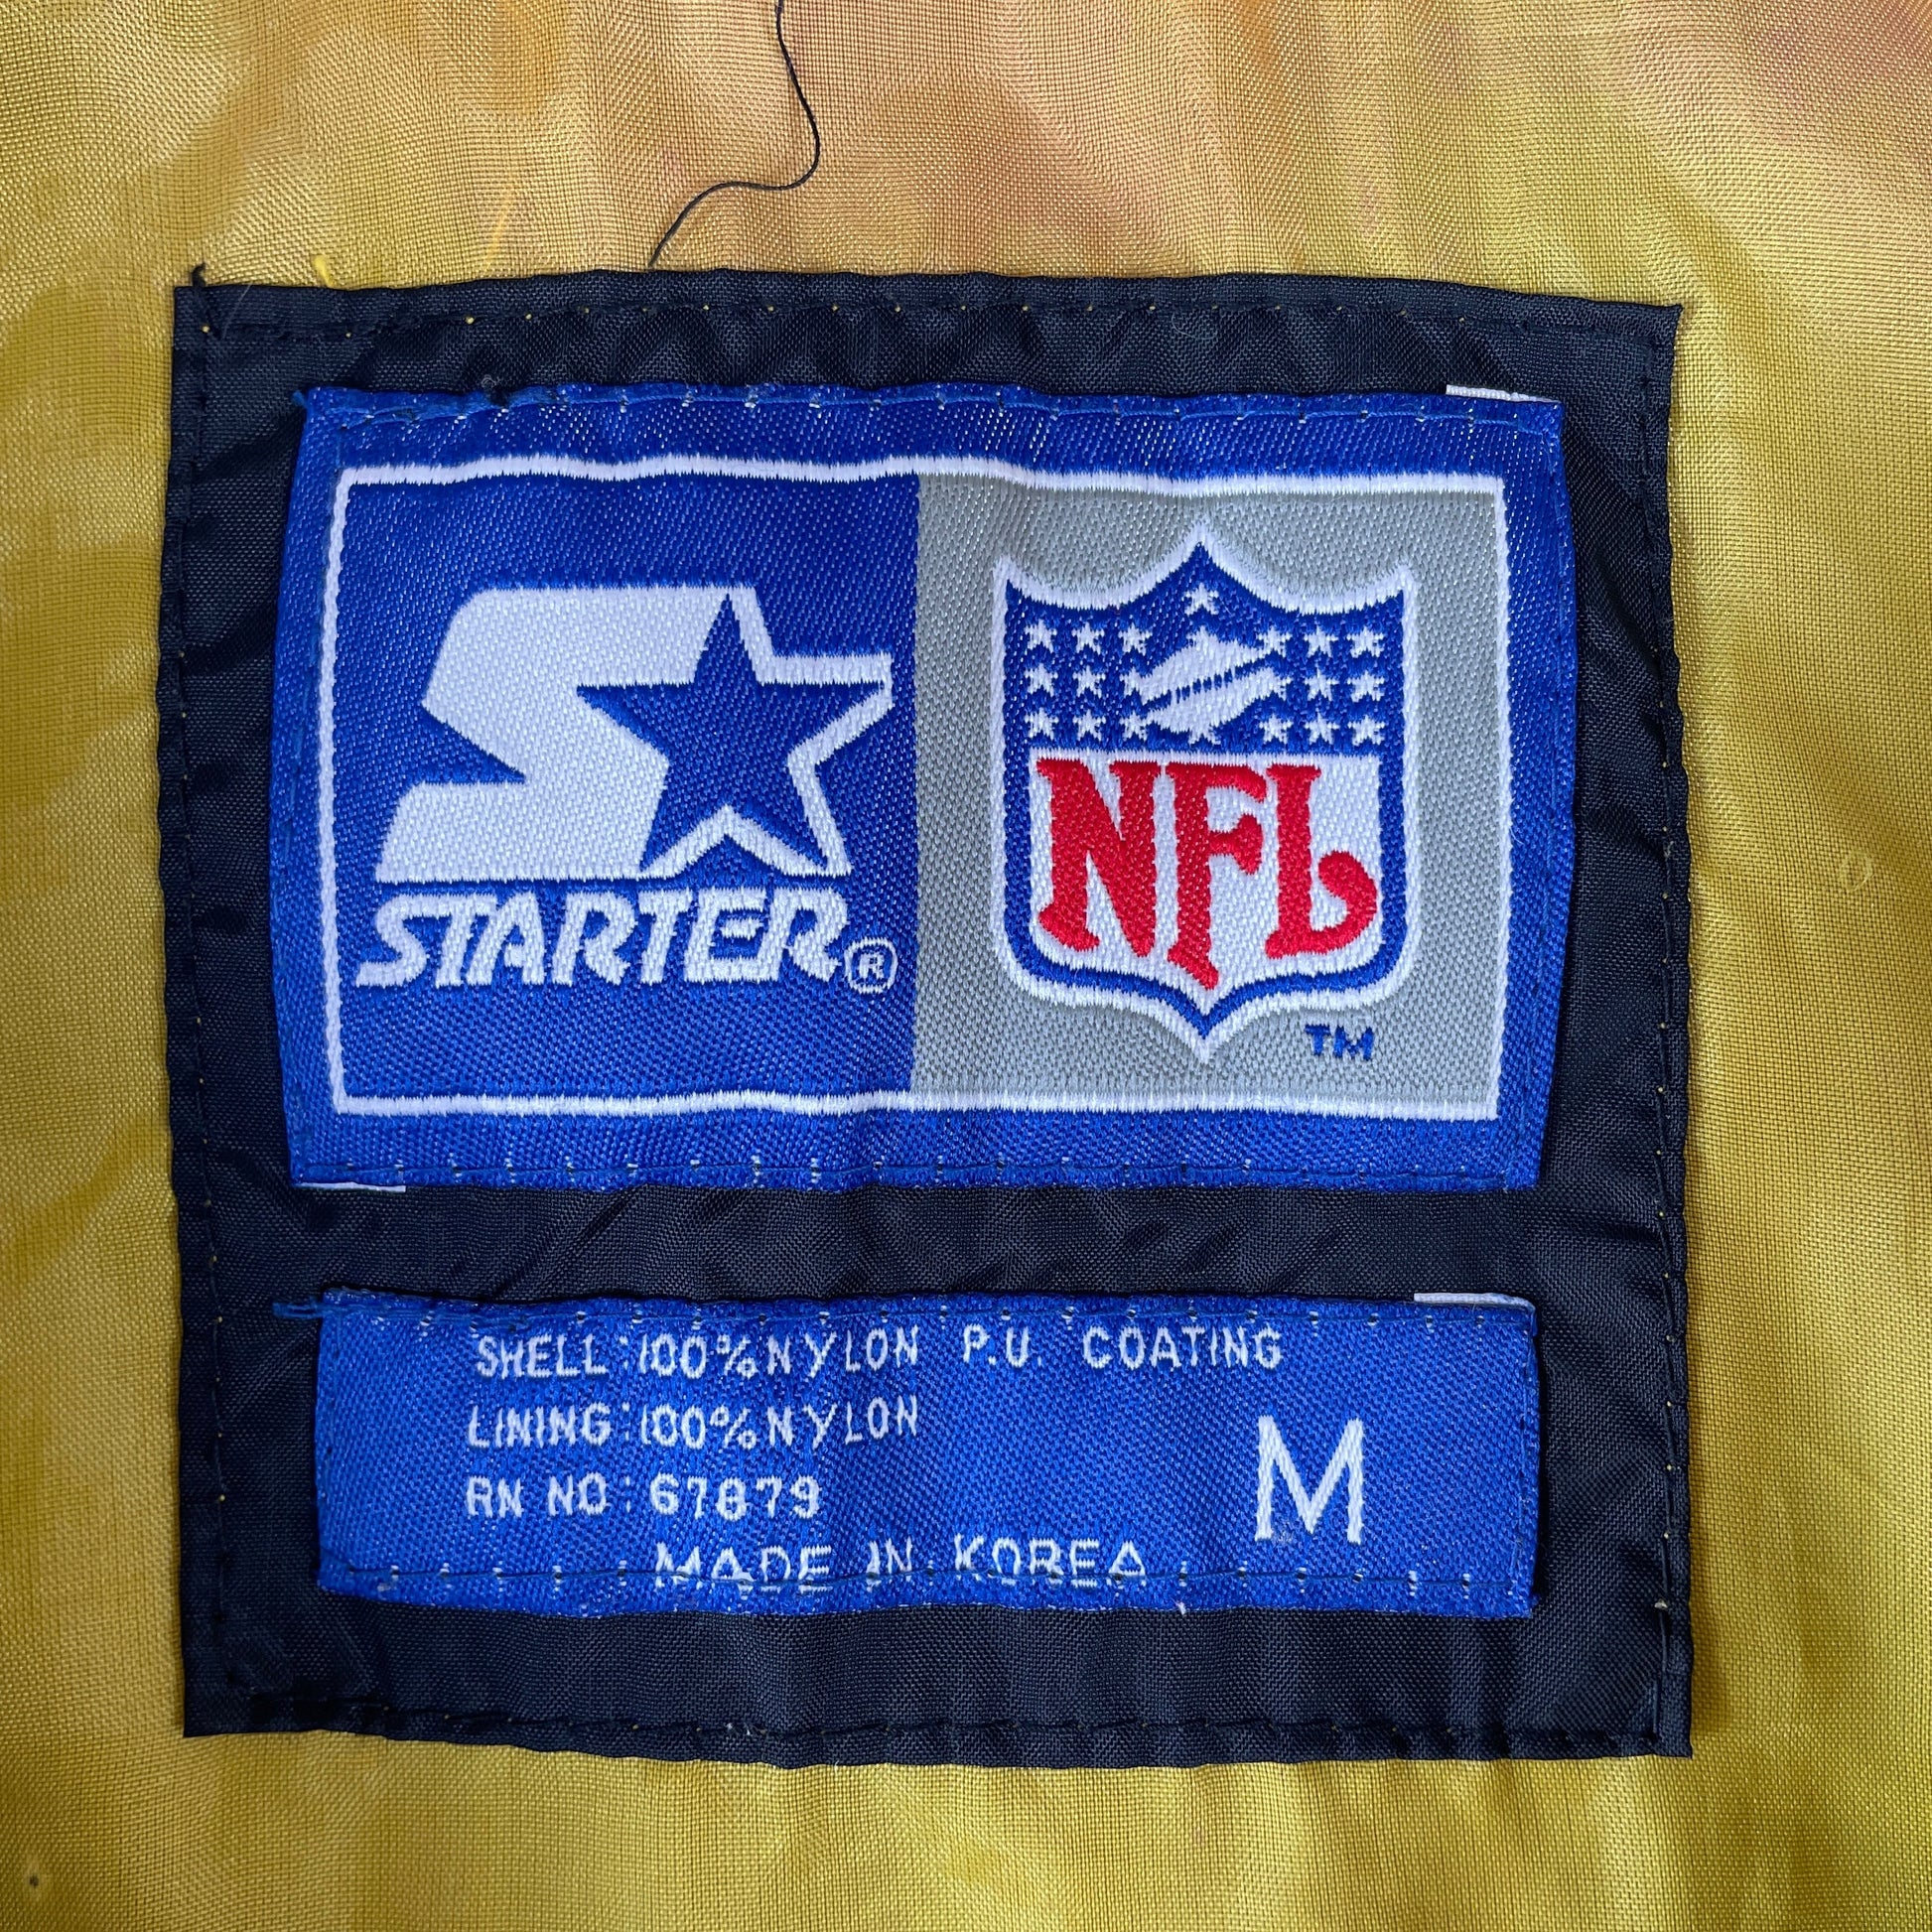 STARTER®
NFL
TM
SHELL:100%NYLON P.U. COATING
LINING:100%NYLON
RN NO:67879
M
MADE IN KOREA